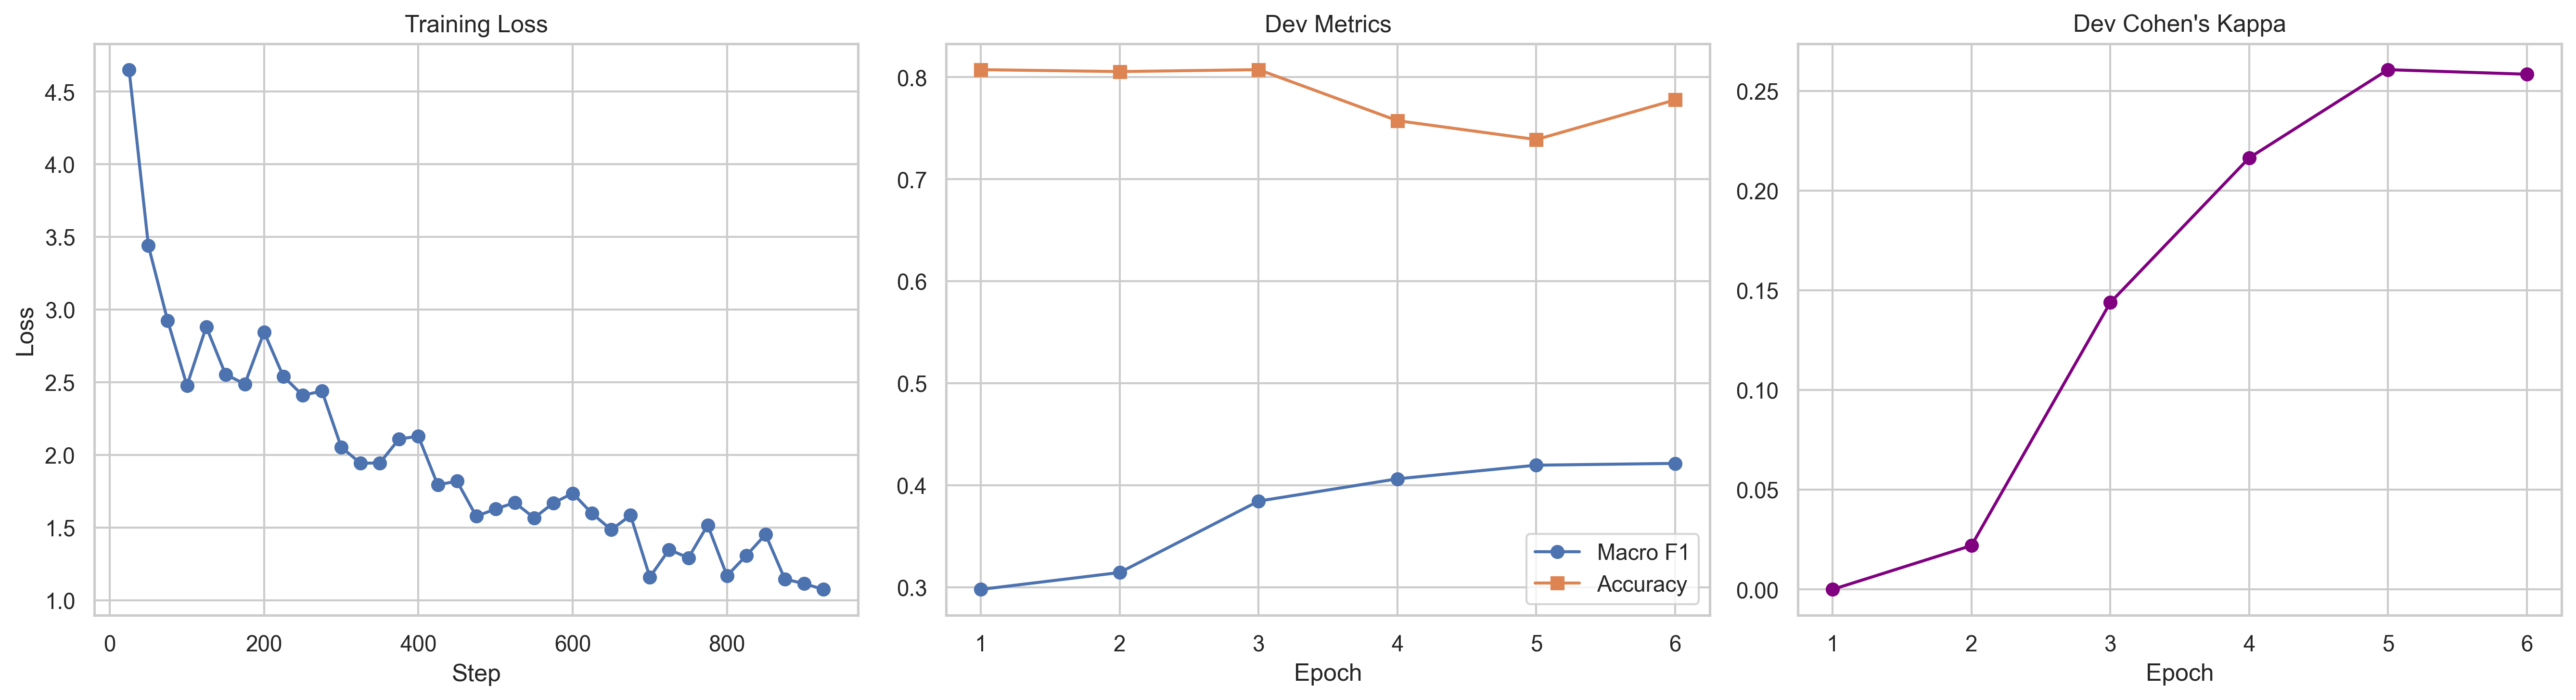 Training Loss
4.5
4.0
3.5
3.0
2.5
2.0
1.5
1.0
Loss
0 200 400 600 800
Step
Dev Metrics
0.8
0.7
0.6
0.5
0.4
0.3
Macro F1
Accuracy
1 2 3 4 5 6
Epoch
Dev Cohen's Kappa
0.25
0.20
0.15
0.10
0.05
0.00
1 2 3 4 5 6
Epoch